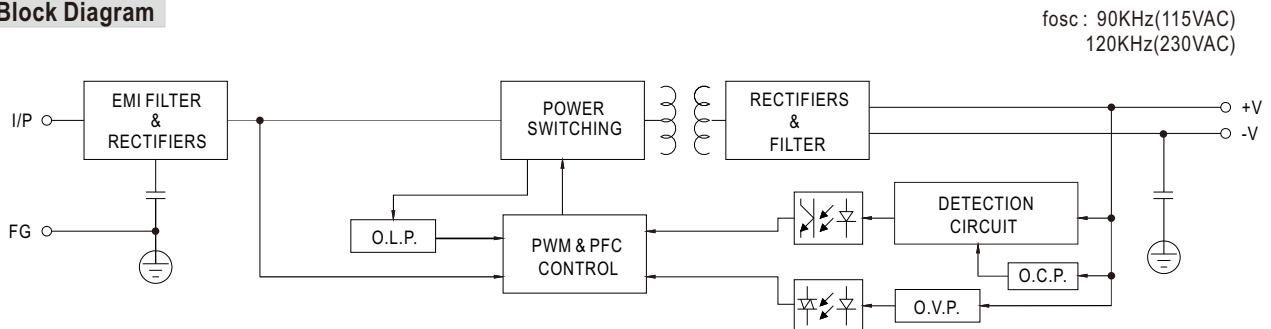 Block Diagram
fosc : 90KHz(115VAC)
120KHz(230VAC)
EMI FILTER
&
RECTIFIERS
POWER
SWITCHING
RECTIFIERS
&
FILTER
I/P
+V
-V
FG
O.L.P.
PWM & PFC
CONTROL
DETECTION
CIRCUIT
O.C.P.
O.V.P.